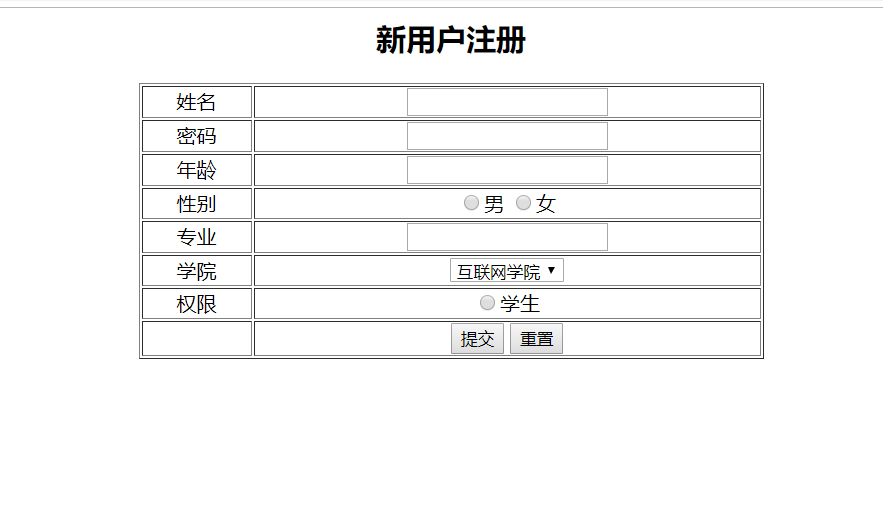 新用户注册
姓名
密码
年龄
性别 男 女
专业
学院 互联网学院
权限 学生
提交 重置